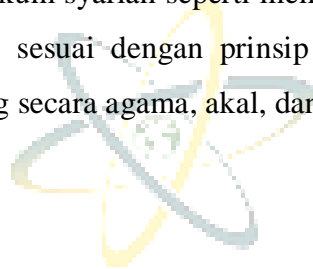 kum syariah seperti men
sesuai dengan prinsip
g secara agama, akal, dan